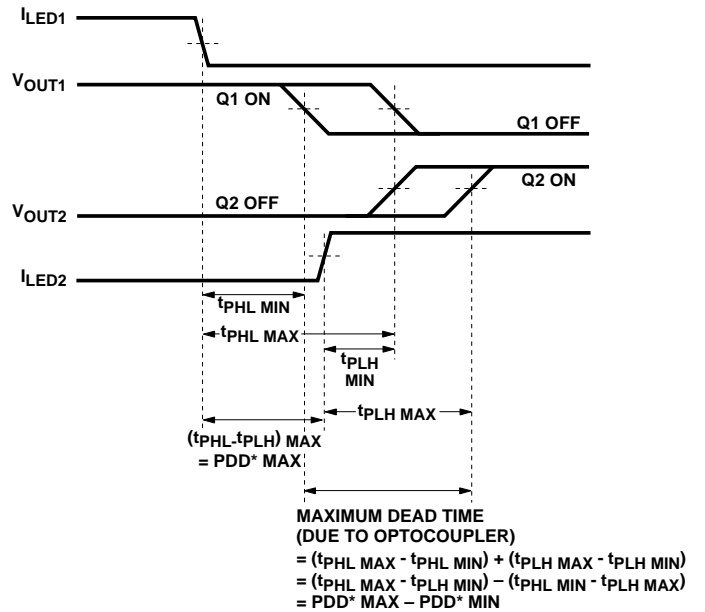 ILED1
VOUT1
Q1 ON
Q1 OFF
Q2 ON
Q2 OFF
VOUT2
ILED2
tPHL MIN
tPHL MAX
tPLH
MIN
tPLH MAX
(tPHL-tPLH) MAX
= PDD* MAX
MAXIMUM DEAD TIME
(DUE TO OPTOCOUPLER)
= (tPHL MAX - tPHL MIN) + (tPLH MAX - tPLH MIN)
= (tPHL MAX - tPLH MIN) – (tPHL MIN - tPLH MAX)
= PDD* MAX – PDD* MIN